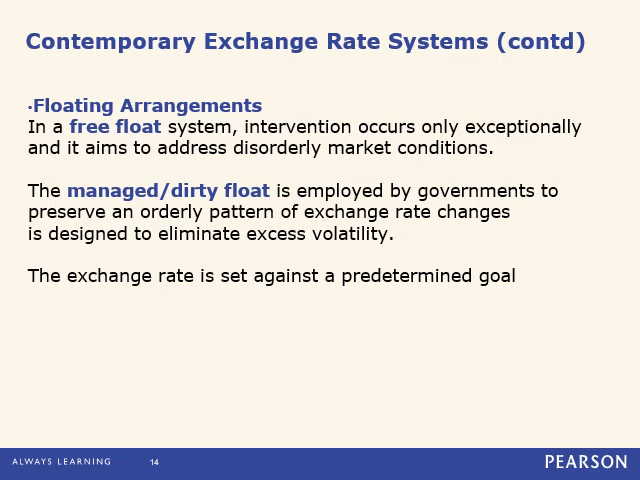 Contemporary Exchange Rate Systems (contd)
•Floating Arrangements
In a free float system, intervention occurs only exceptionally
and it aims to address disorderly market conditions.
The managed/dirty float is employed by governments to
preserve an orderly pattern of exchange rate changes
is designed to eliminate excess volatility.
The exchange rate is set against a predetermined goal
ALWAYS LEARNING
14
PEARSON